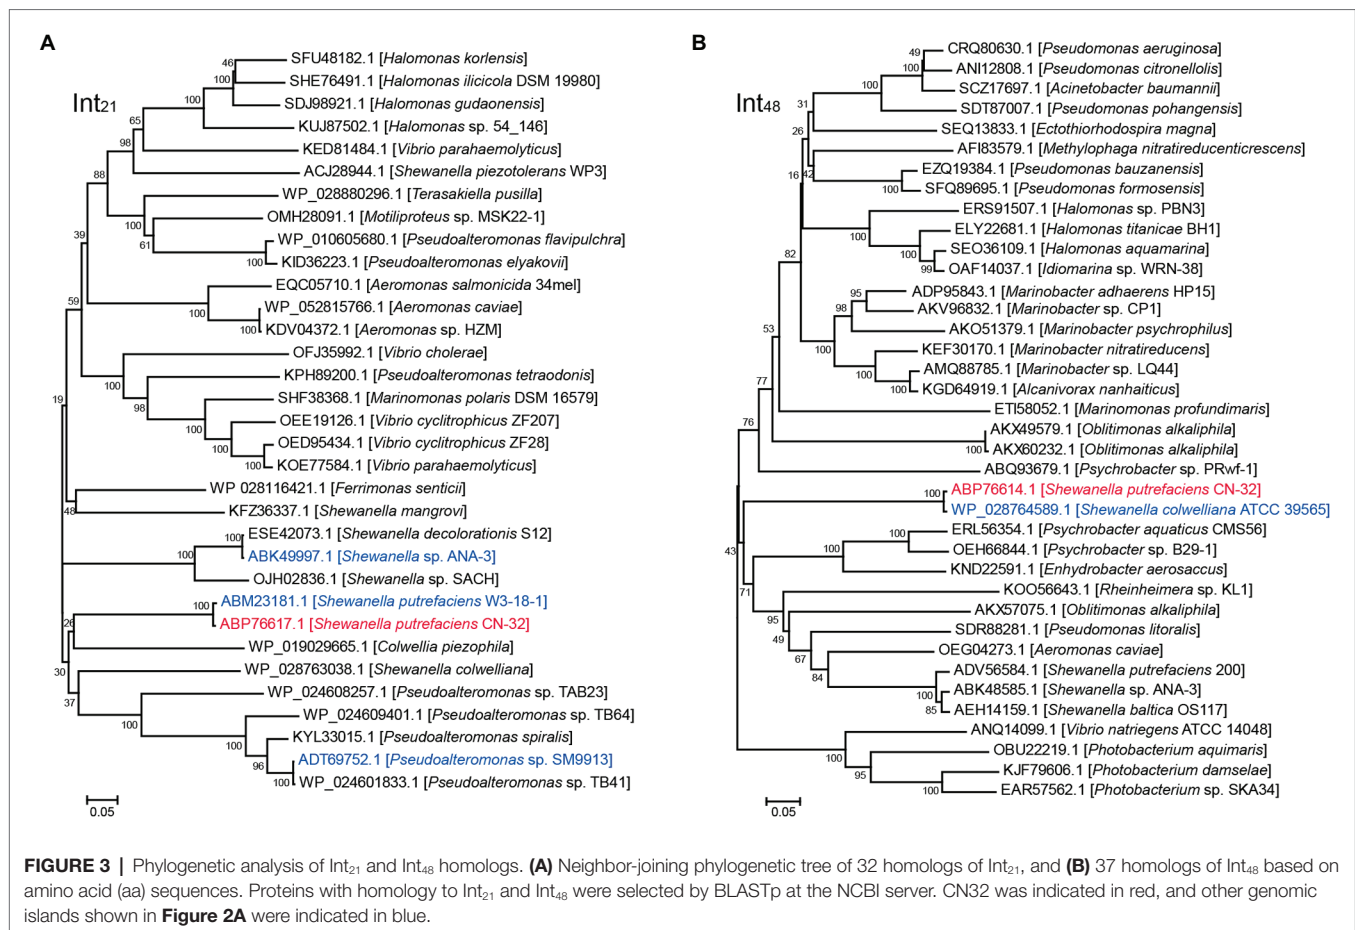 A
Int21
SFU48182.1 [Halomonas korlensis]
SHE76491.1 [Halomonas ilicicola DSM 19980]
SDJ98921.1 [Halomonas gudaonensis]
KUJ87502.1 [Halomonas sp. 54_146]
KED81484.1 [Vibrio parahaemolyticus]
ACJ28944.1 [Shewanella piezotolerans WP3]
WP_028880296.1 [Terasakiella pusilla]
OMH28091.1 [Motiliproteus sp. MSK22-1]
WP_010605680.1 [Pseudoalteromonas flavipulchra]
KID36223.1 [Pseudoalteromonas elyakovii]
EQC05710.1 [Aeromonas salmonicida 34mel]
WP_052815766.1 [Aeromonas caviae]
KDV04372.1 [Aeromonas sp. HZM]
OFJ35992.1 [Vibrio cholerae]
KPH89200.1 [Pseudoalteromonas tetraodonis]
SHF38368.1 [Marinomonas polaris DSM 16579]
OEE19126.1 [Vibrio cyclitrophicus ZF207]
OED95434.1 [Vibrio cyclitrophicus ZF28]
KOE77584.1 [Vibrio parahaemolyticus]
WP_028116421.1 [Ferrimonas senticii]
KFZ36337.1 [Shewanella mangrovi]
ESE42073.1 [Shewanella decolorationis S12]
ABK49997.1 [Shewanella sp. ANA-3]
OJH02836.1 [Shewanella sp. SACH]
ABM23181.1 [Shewanella putrefaciens W3-18-1]
ABP76617.1 [Shewanella putrefaciens CN-32]
WP_019029665.1 [Colwellia piezophila]
WP_028763038.1 [Shewanella colwelliana]
WP_024608257.1 [Pseudoalteromonas sp. TAB23]
WP_024609401.1 [Pseudoalteromonas sp. TB64]
KYL33015.1 [Pseudoalteromonas spiralis]
ADT69752.1 [Pseudoalteromonas sp. SM9913]
WP_024601833.1 [Pseudoalteromonas sp. TB41]
46
100
100
65
98
88
100
61
100
39
100
100
59
100
98
100
100
19
48
100
100
100
26
30
37
100
100
96
100
0.05
B
Int48
CRQ80630.1 [Pseudomonas aeruginosa]
ANI12808.1 [Pseudomonas citronellolis]
SCZ17697.1 [Acinetobacter baumannii]
SDT87007.1 [Pseudomonas pohangensis]
SEQ13833.1 [Ectothiorhodospira magna]
AFI83579.1 [Methylophaga nitratireducenticrescens]
EZQ19384.1 [Pseudomonas bauzanensis]
SFQ89695.1 [Pseudomonas formosensis]
ERS91507.1 [Halomonas sp. PBN3]
ELY22681.1 [Halomonas titanicae BH1]
SEO36109.1 [Halomonas aquamarina]
OAF14037.1 [Idiomarina sp. WRN-38]
ADP95843.1 [Marinobacter adhaerens HP15]
AKV96832.1 [Marinobacter sp. CP1]
AKO51379.1 [Marinobacter psychrophilus]
KEF30170.1 [Marinobacter nitratireducens]
AMQ88785.1 [Marinobacter sp. LQ44]
KGD64919.1 [Alcanivorax nanhaiticus]
ETI58052.1 [Marinomonas profundimaris]
AKX49579.1 [Oblitimonas alkaliphila]
AKX60232.1 [Oblitimonas alkaliphila]
ABQ93679.1 [Psychrobacter sp. PRwf-1]
ABP76614.1 [Shewanella putrefaciens CN-32]
WP_028764589.1 [Shewanella colwelliana ATCC 39565]
ERL56354.1 [Psychrobacter aquaticus CMS56]
OEH66844.1 [Psychrobacter sp. B29-1]
KND22591.1 [Enhydrobacter aerosaccus]
KOO56643.1 [Rheinheimera sp. KL1]
AKX57075.1 [Oblitimonas alkaliphila]
SDR88281.1 [Pseudomonas litoralis]
OEG04273.1 [Aeromonas caviae]
ADV56584.1 [Shewanella putrefaciens 200]
ABK48585.1 [Shewanella sp. ANA-3]
AEH14159.1 [Shewanella baltica OS117]
ANQ14099.1 [Vibrio natriegens ATCC 14048]
OBU22219.1 [Photobacterium aquimaris]
KJF79606.1 [Photobacterium damselae]
EAR57562.1 [Photobacterium sp. SKA34]
49
100
100
31
26
16
42
100
100
100
99
82
95
98
100
100
100
53
77
100
76
100
43
100
100
71
95
49
67
84
100
85
100
95
100
0.05
FIGURE 3 | Phylogenetic analysis of Int21 and Int48 homologs. (A) Neighbor-joining phylogenetic tree of 32 homologs of Int21, and (B) 37 homologs of Int48 based on
amino acid (aa) sequences. Proteins with homology to Int21 and Int48 were selected by BLASTp at the NCBI server. CN32 was indicated in red, and other genomic
islands shown in Figure 2A were indicated in blue.